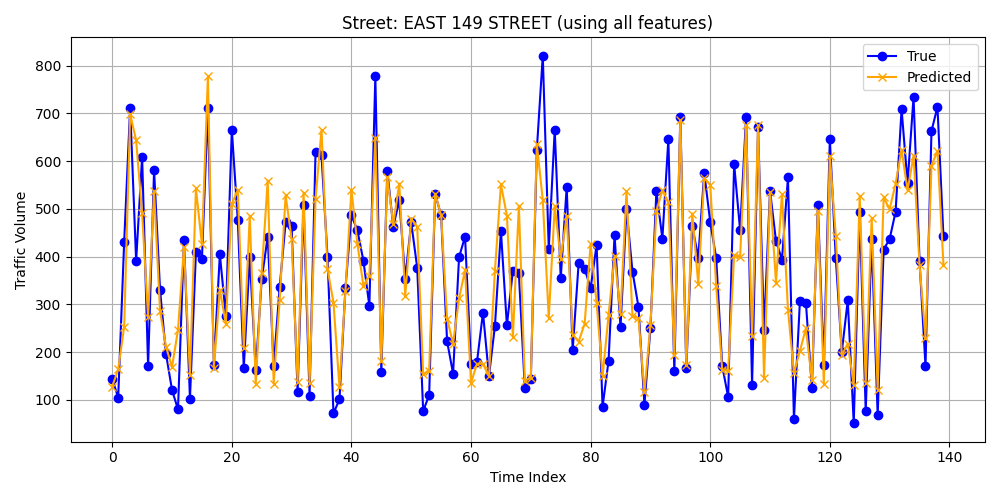 Street: EAST 149 STREET (using all features)
True
Predicted
Traffic Volume
800
700
600
500
400
300
200
100
0 20 40 60 80 100 120 140
Time Index